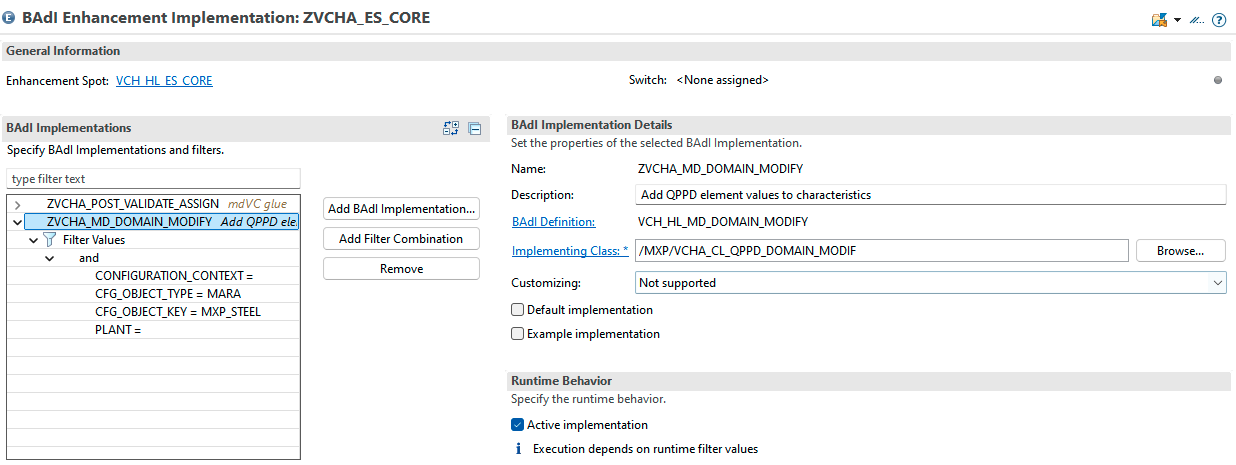 BAdI Enhancement Implementation: ZVCHA_ES_CORE
General Information
Enhancement Spot: VCH_HL_ES_CORE
Switch: <None assigned>
BAdI Implementations
Specify BAdI Implementations and filters.
type filter text
ZVCHA_POST_VALIDATE_ASSIGN mdVC glue
ZVCHA_MD_DOMAIN_MODIFY Add QPPD ele
Filter Values
and
CONFIGURATION_CONTEXT =
CFG_OBJECT_TYPE = MARA
CFG_OBJECT_KEY = MXP_STEEL
PLANT =
Add BAdI Implementation...
Add Filter Combination
Remove
BAdI Implementation Details
Set the properties of the selected BAdI Implementation.
Name: ZVCHA_MD_DOMAIN_MODIFY
Description: Add QPPD element values to characteristics
BAdI Definition: VCH_HL_MD_DOMAIN_MODIFY
Implementing Class: * /MXP/VCHA_CL_QPPD_DOMAIN_MODIF Browse...
Customizing: Not supported
Default implementation
Example implementation
Runtime Behavior
Specify the runtime behavior.
Active implementation
Execution depends on runtime filter values